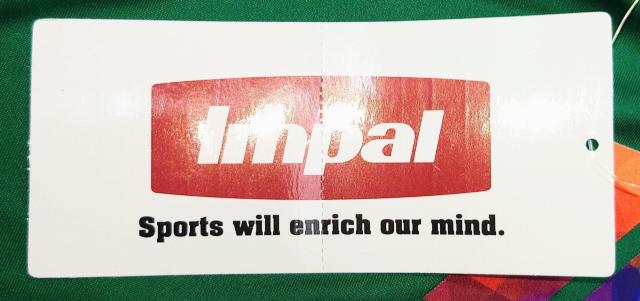 Impal
Sports will enrich our mind.